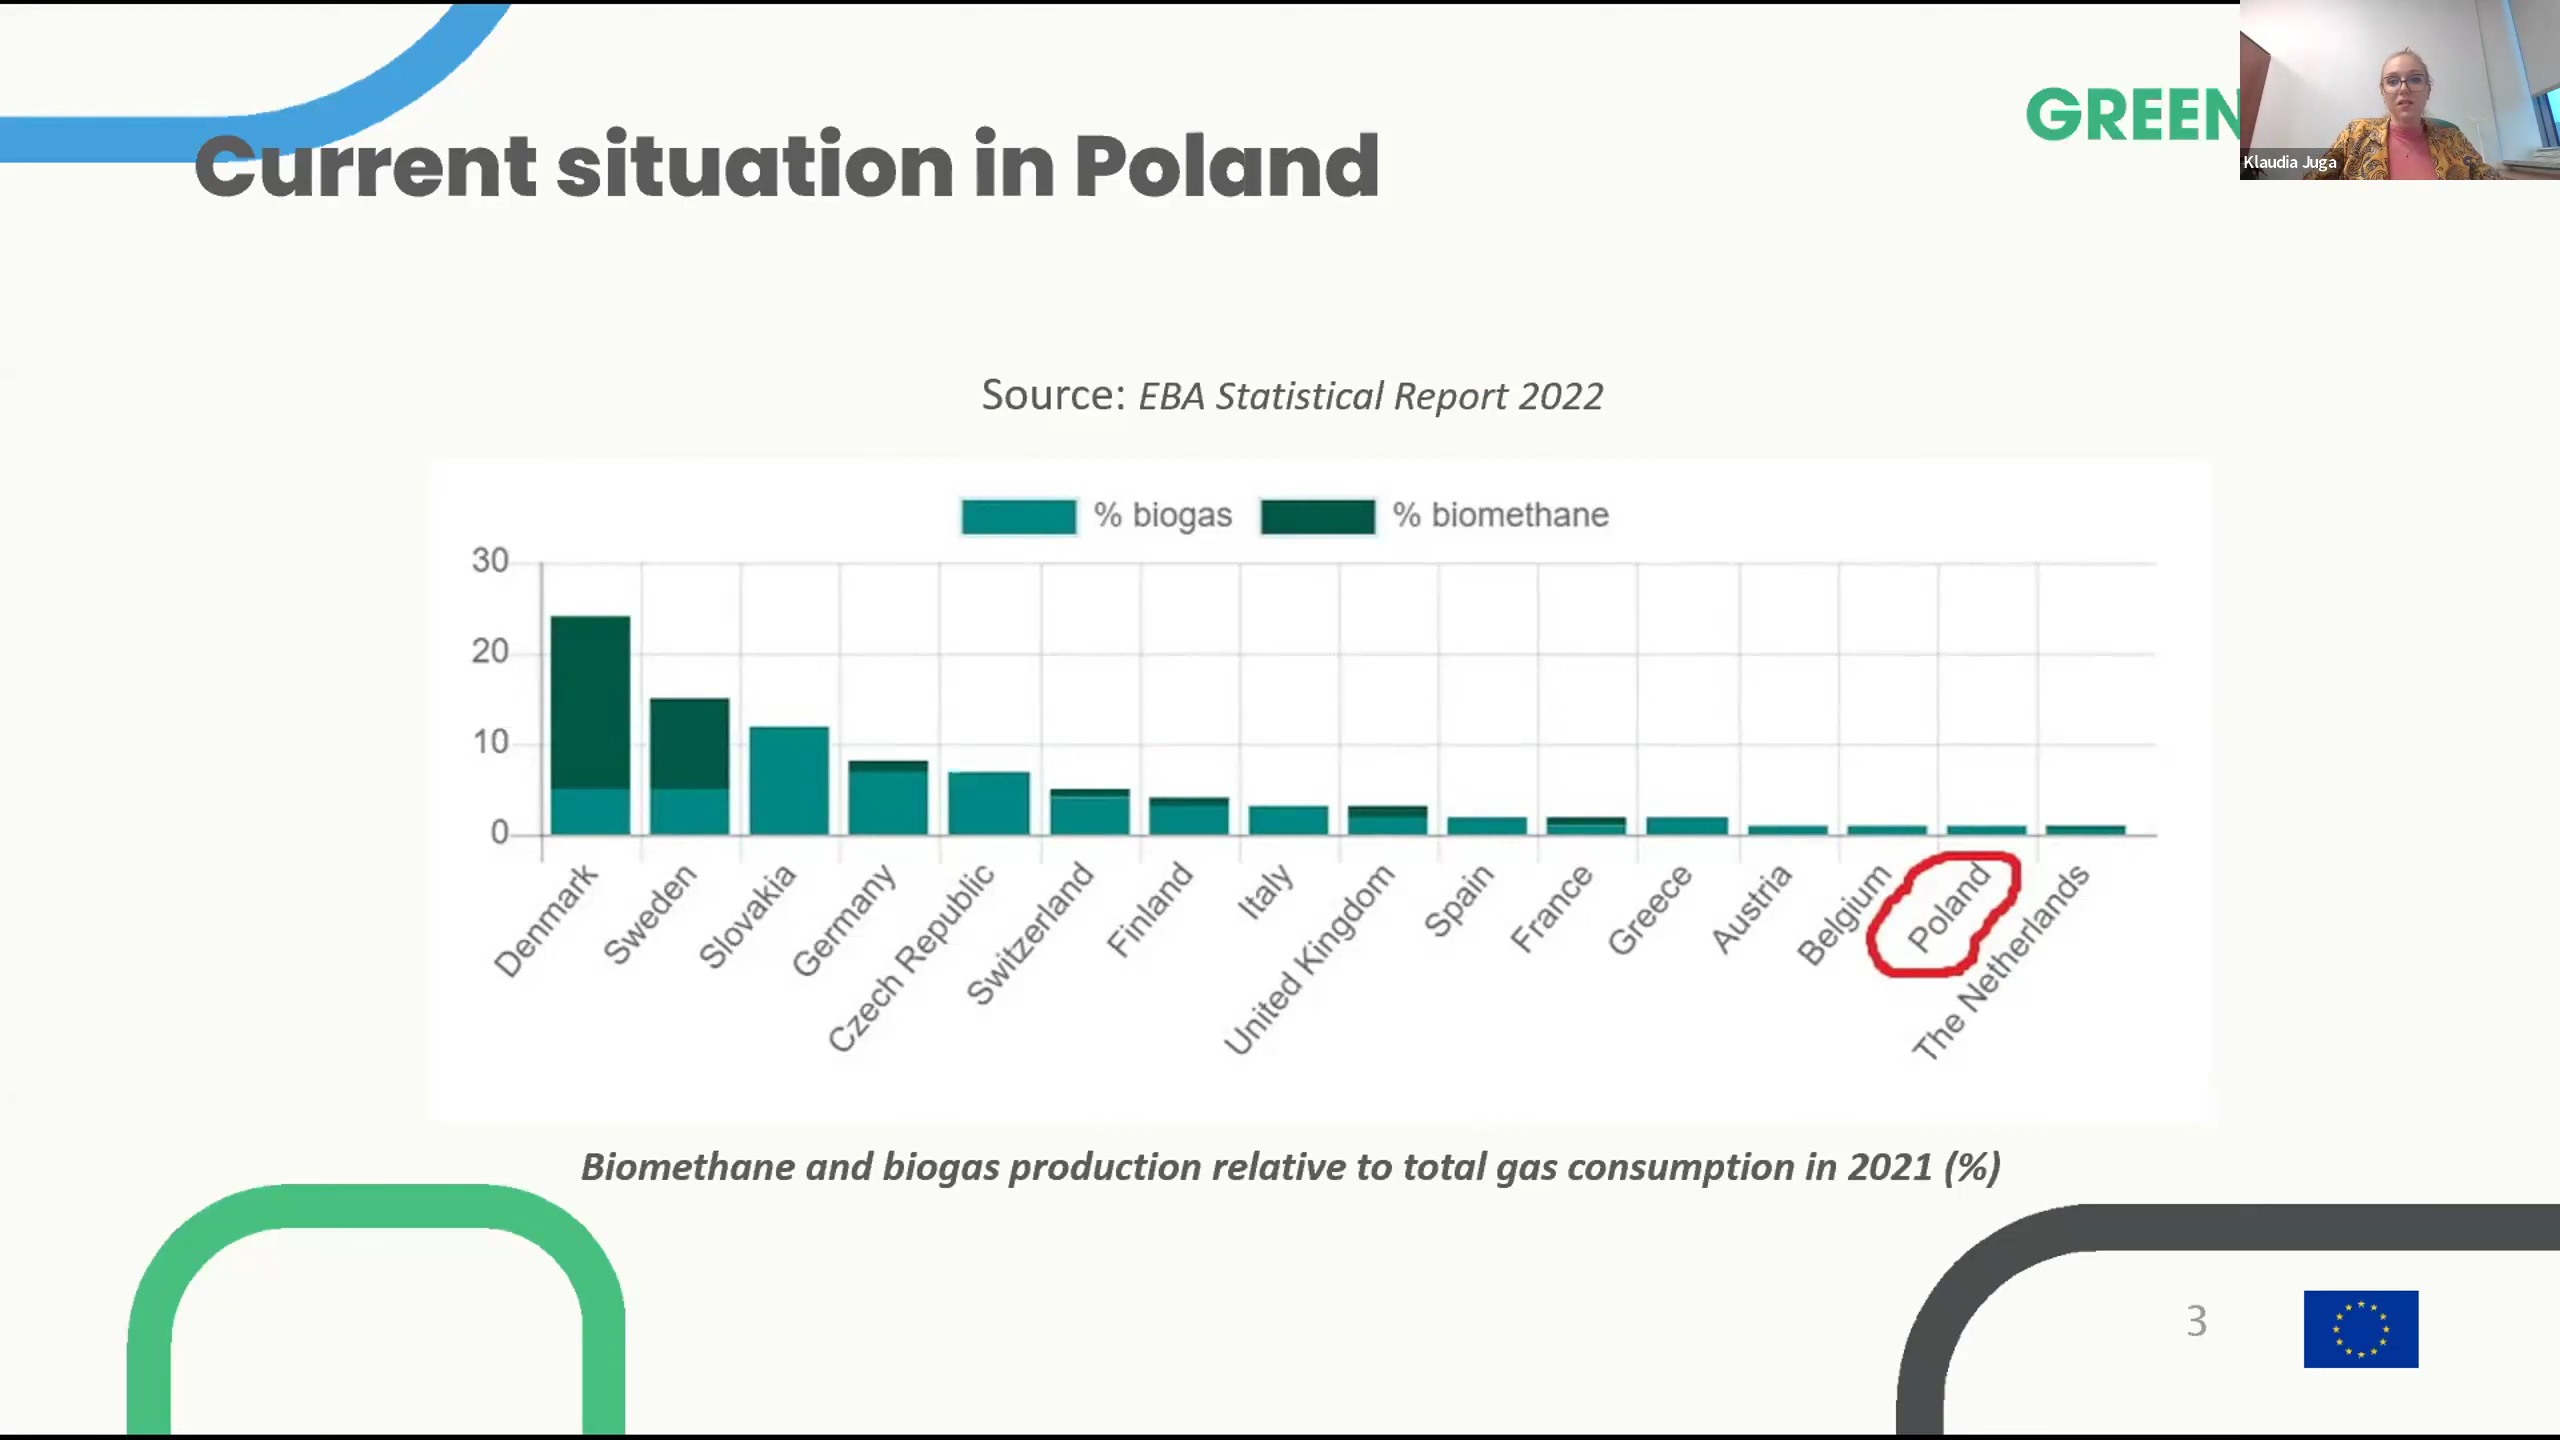 GREEN
Klaudia Juga
Current situation in Poland
Source: EBA Statistical Report 2022
% biogas
% biomethane
30
20
10
0
Denmark
Sweden
Slovakia
Germany
Czech Republic
Switzerland
Finland
Italy
United Kingdom
Spain
France
Greece
Austria
Belgium
Poland
The Netherlands
Biomethane and biogas production relative to total gas consumption in 2021 (%)
3